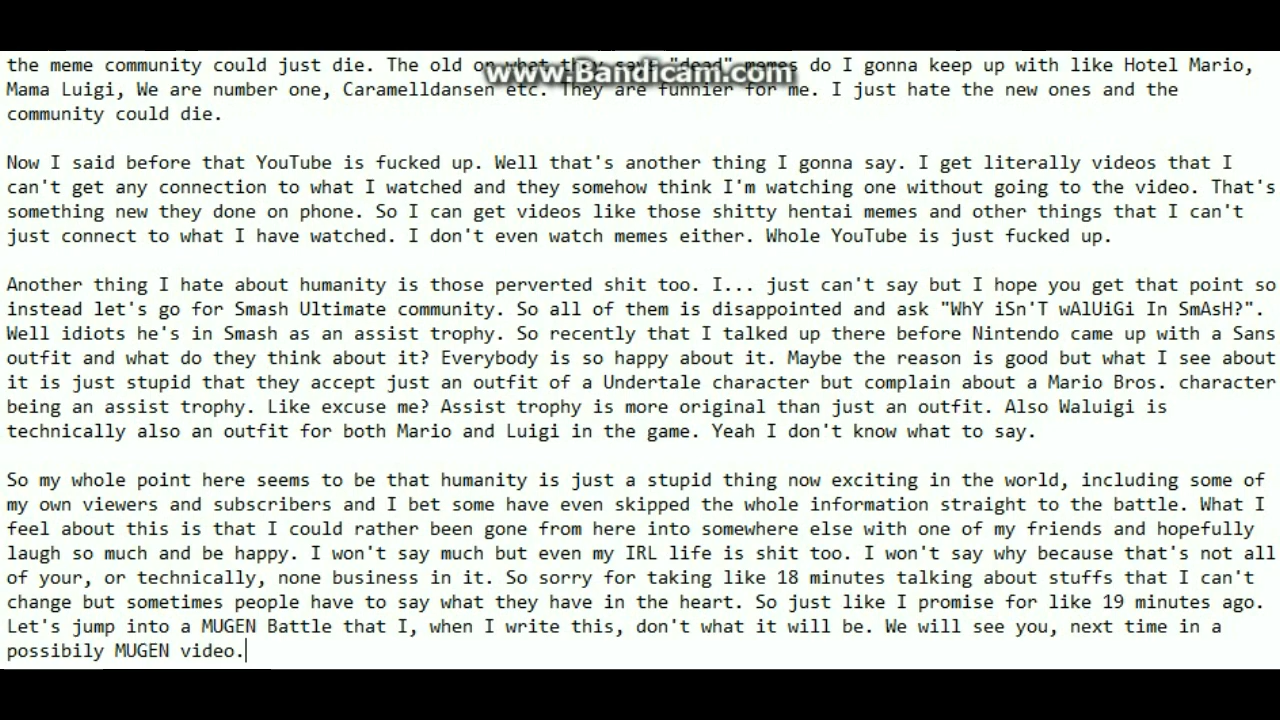 the meme community could just die. The old on what they says "dead" memes do I gonna keep up with like Hotel Mario,
www.Bandicam.com
Mama Luigi, We are number one, Caramelldansen etc. They are funnier for me. I just hate the new ones and the
community could die.
Now I said before that YouTube is fucked up. Well that's another thing I gonna say. I get literally videos that I
can't get any connection to what I watched and they somehow think I'm watching one without going to the video. That's
something new they done on phone. So I can get videos like those shitty hentai memes and other things that I can't
just connect to what I have watched. I don't even watch memes either. Whole YouTube is just fucked up.
Another thing I hate about humanity is those perverted shit too. I... just can't say but I hope you get that point so
instead let's go for Smash Ultimate community. So all of them is disappointed and ask "WhY iSn'T wAlUiGi In SmAsH?".
Well idiots he's in Smash as an assist trophy. So recently that I talked up there before Nintendo came up with a Sans
outfit and what do they think about it? Everybody is so happy about it. Maybe the reason is good but what I see about
it is just stupid that they accept just an outfit of a Undertale character but complain about a Mario Bros. character
being an assist trophy. Like excuse me? Assist trophy is more original than just an outfit. Also Waluigi is
technically also an outfit for both Mario and Luigi in the game. Yeah I don't know what to say.
So my whole point here seems to be that humanity is just a stupid thing now exciting in the world, including some of
my own viewers and subscribers and I bet some have even skipped the whole information straight to the battle. What I
feel about this is that I could rather been gone from here into somewhere else with one of my friends and hopefully
laugh so much and be happy. I won't say much but even my IRL life is shit too. I won't say why because that's not all
of your, or technically, none business in it. So sorry for taking like 18 minutes talking about stuffs that I can't
change but sometimes people have to say what they have in the heart. So just like I promise for like 19 minutes ago.
Let's jump into a MUGEN Battle that I, when I write this, don't what it will be. We will see you, next time in a
possibily MUGEN video.